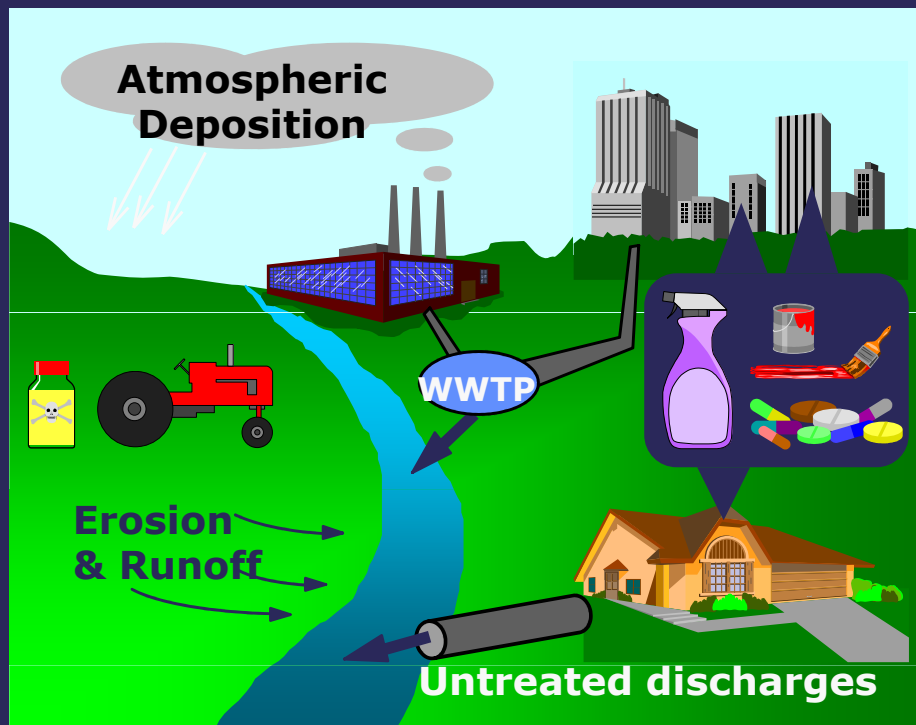 Atmospheric
Deposition
WWTP
Erosion
& Runoff
Untreated discharges